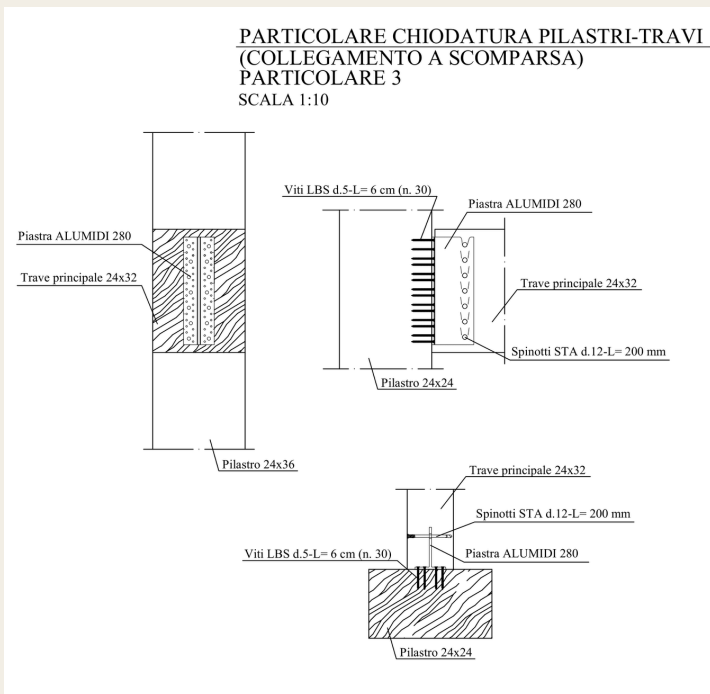 PARTICOLARE CHIODATURA PILASTRI-TRAVI
(COLLEGAMENTO A SCOMPARSA)
PARTICOLARE 3
SCALA 1:10
Piastra ALUMIDI 280
Trave principale 24x32
Pilastro 24x36
Viti LBS d.5-L= 6 cm (n. 30)
Piastra ALUMIDI 280
Trave principale 24x32
Spinotti STA d.12-L= 200 mm
Pilastro 24x24
Trave principale 24x32
Spinotti STA d.12-L= 200 mm
Viti LBS d.5-L= 6 cm (n. 30)
Piastra ALUMIDI 280
Pilastro 24x24